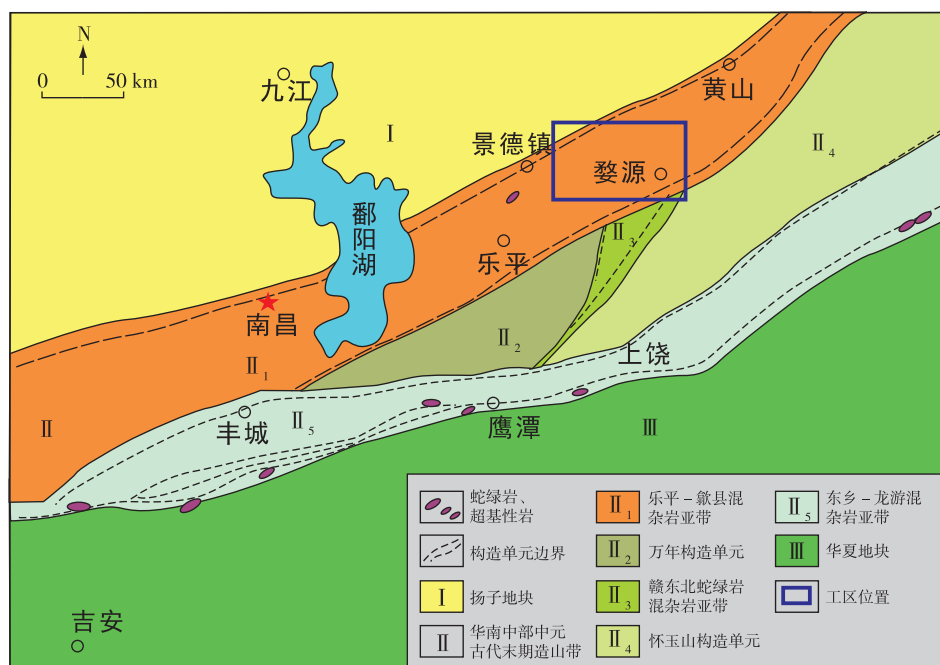 N
0 50 km
九江
I
黄山
景德镇
II4
婺源
鄱阳湖
II3
乐平
南昌
II2
上饶
II1
II
II5
丰城
鹰潭
III
吉安
蛇绿岩、
超基性岩
构造单元边界
I 扬子地块
II 华南中部中元
古代末期造山带
II1 乐平–歙县混
杂岩亚带
II2 万年构造单元
II3 赣东北蛇绿岩
混杂岩亚带
II4 怀玉山构造单元
II5 东乡–龙游混
杂岩亚带
III 华夏地块
工区位置